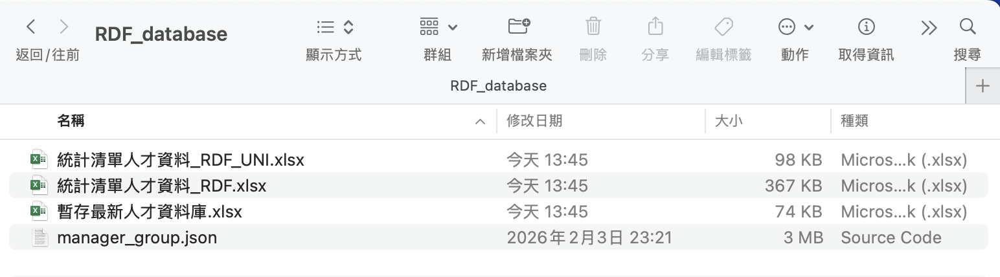 RDF_database
返回/往前
顯示方式
群組
新增檔案夾
刪除
分享
編輯標籤
動作
取得資訊
搜尋
RDF_database
名稱 修改日期 大小 種類
統計清單人才資料_RDF_UNI.xlsx 今天 13:45 98 KB Micros...k (.xlsx)
統計清單人才資料_RDF.xlsx 今天 13:45 367 KB Micros...k (.xlsx)
暫存最新人才資料庫.xlsx 今天 13:45 74 KB Micros...k (.xlsx)
manager_group.json 2026年2月3日 23:21 3 MB Source Code